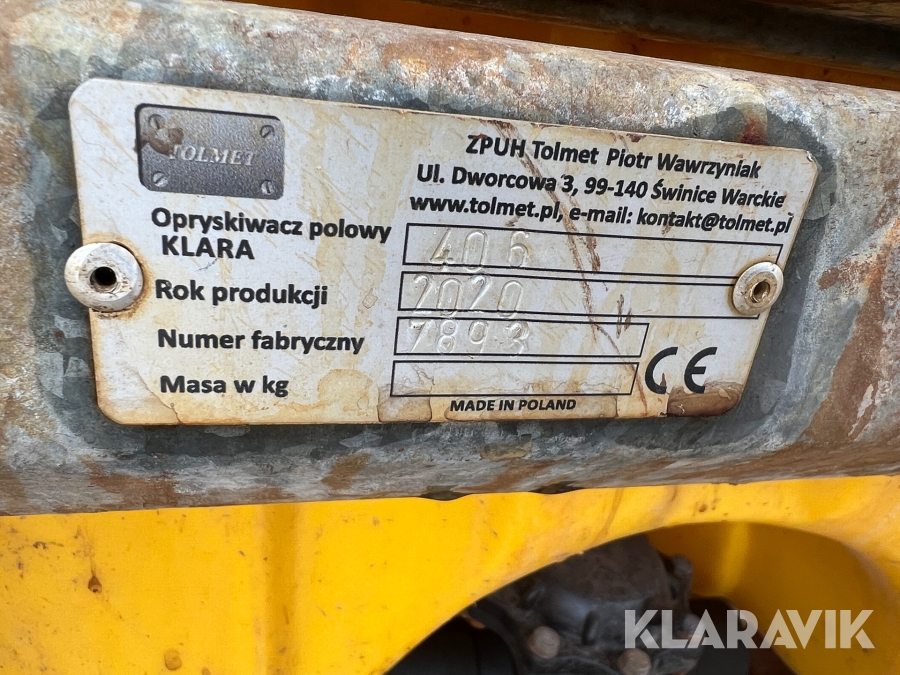 TOLMET
ZPUH Tolmet Piotr Wawrzyniak
Ul. Dworcowa 3, 99-140 Świnice Warckie
www.tolmet.pl, e-mail: kontakt@tolmet.pl
Opryskiwacz polowy
KLARA
406
Rok produkcji 2020
Numer fabryczny 7893
Masa w kg
CE
MADE IN POLAND
KLARAVIK